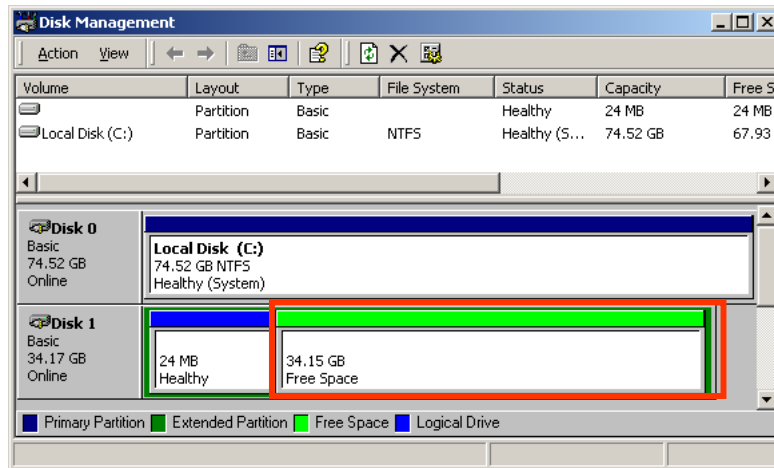 Disk Management
Action View
Volume Layout Type File System Status Capacity Free S
Partition Basic Healthy 24 MB 24 MB
Local Disk (C:) Partition Basic NTFS Healthy (S... 74.52 GB 67.93
Disk 0
Basic
74.52 GB
Online
Local Disk (C:)
74.52 GB NTFS
Healthy (System)
Disk 1
Basic
34.17 GB
Online
24 MB
Healthy
34.15 GB
Free Space
Primary Partition Extended Partition Free Space Logical Drive